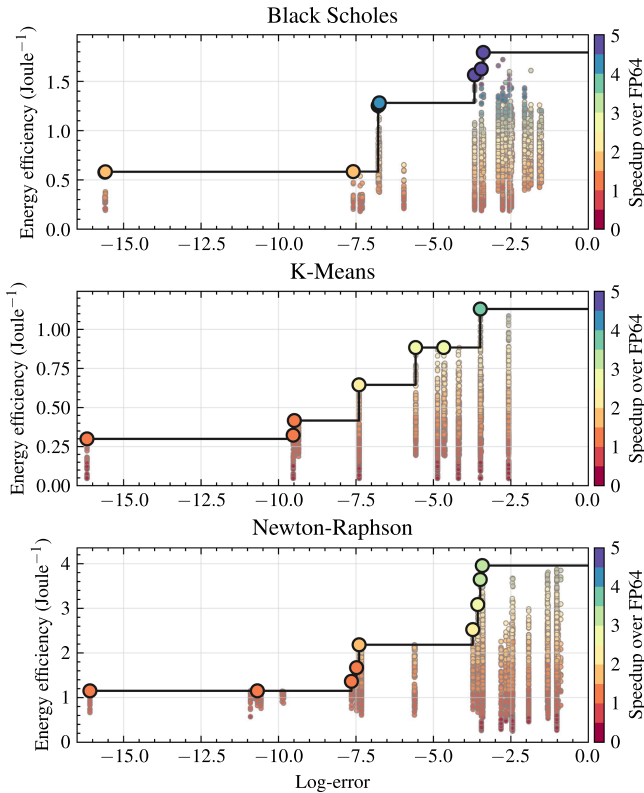 Black Scholes
Energy efficiency (Joule⁻¹)
1.5
1.0
0.5
0.0
−15.0 −12.5 −10.0 −7.5 −5.0 −2.5 0.0
5
4
3
2
1
0
Speedup over FP64
K-Means
Energy efficiency (Joule⁻¹)
1.00
0.75
0.50
0.25
0.00
−15.0 −12.5 −10.0 −7.5 −5.0 −2.5 0.0
5
4
3
2
1
0
Speedup over FP64
Newton-Raphson
Energy efficiency (Joule⁻¹)
4
3
2
1
0
−15.0 −12.5 −10.0 −7.5 −5.0 −2.5 0.0
5
4
3
2
1
0
Speedup over FP64
Log-error